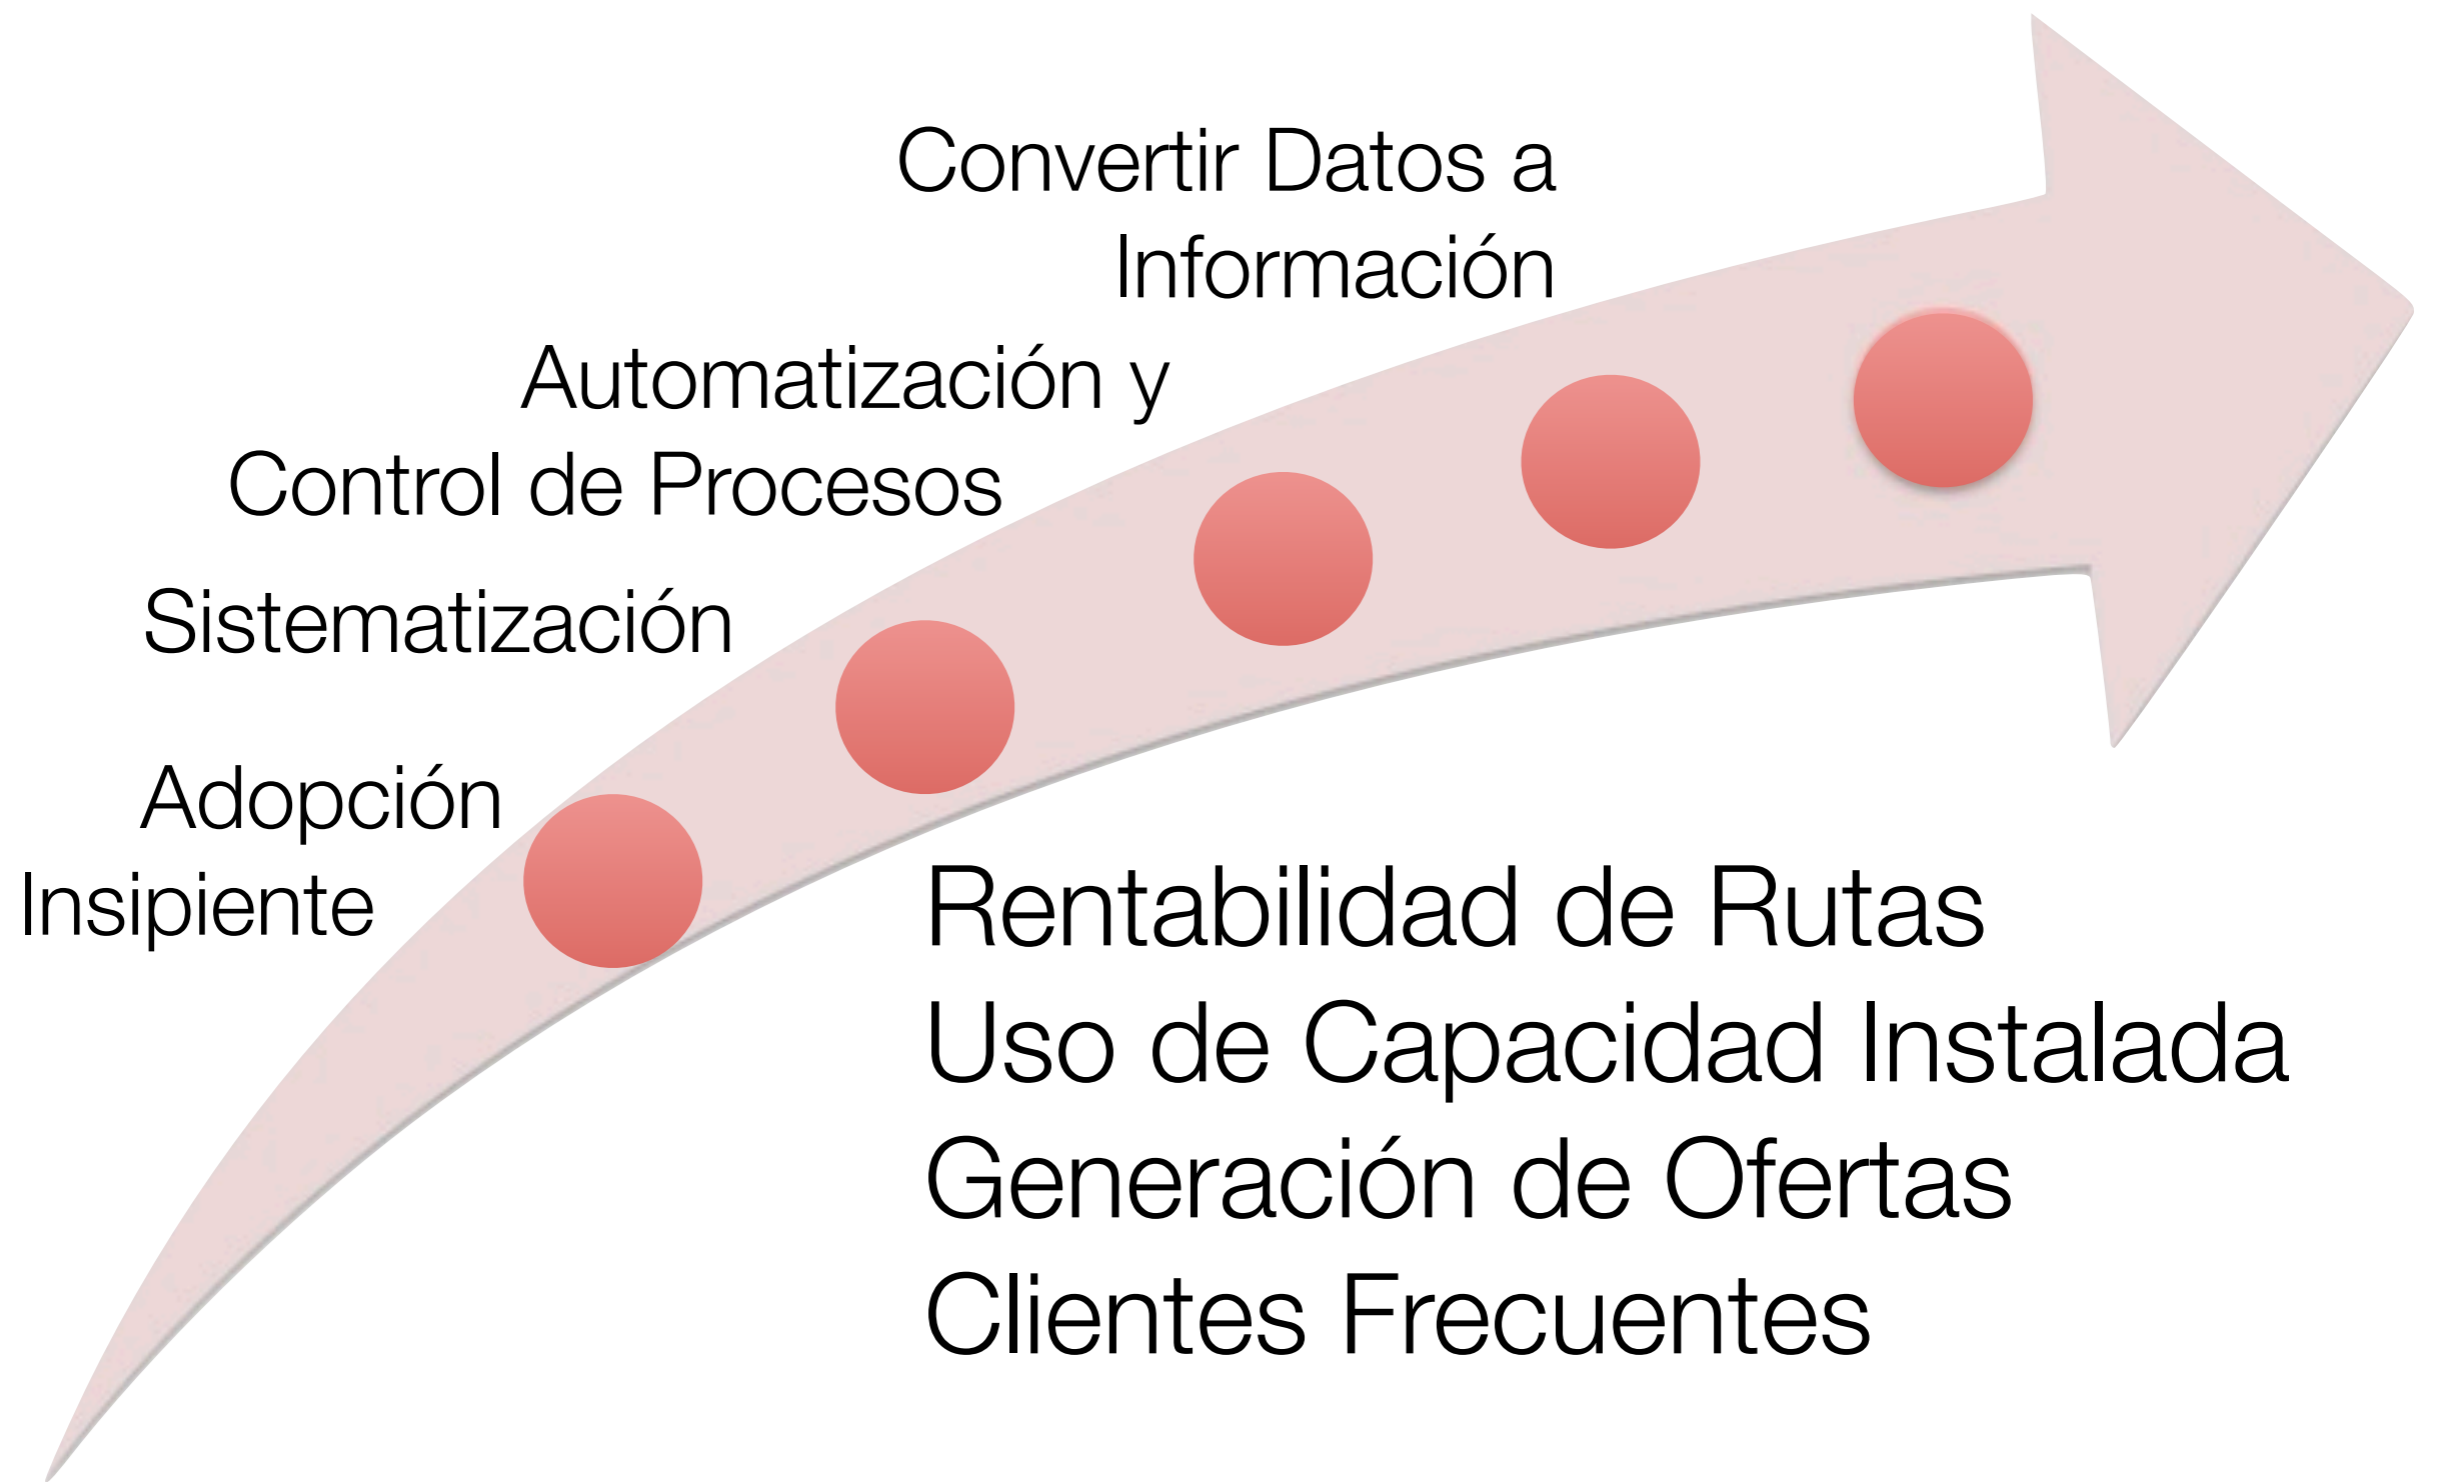 Convertir Datos a
Información
Automatización y
Control de Procesos
Sistematización
Adopción
Insipiente
Rentabilidad de Rutas
Uso de Capacidad Instalada
Generación de Ofertas
Clientes Frecuentes